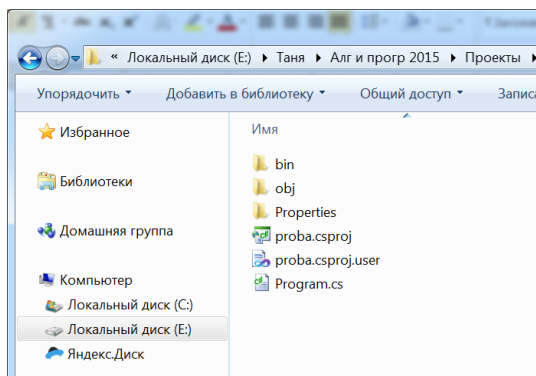 « Локальный диск (E:) ▸ Таня ▸ Алг и прогр 2015 ▸ Проекты ▸
Упорядочить ▾ Добавить в библиотеку ▾ Общий доступ ▾
Избранное
Библиотеки
Домашняя группа
Компьютер
Локальный диск (C:)
Локальный диск (E:)
Яндекс.Диск
Имя
bin
obj
Properties
proba.csproj
proba.csproj.user
Program.cs